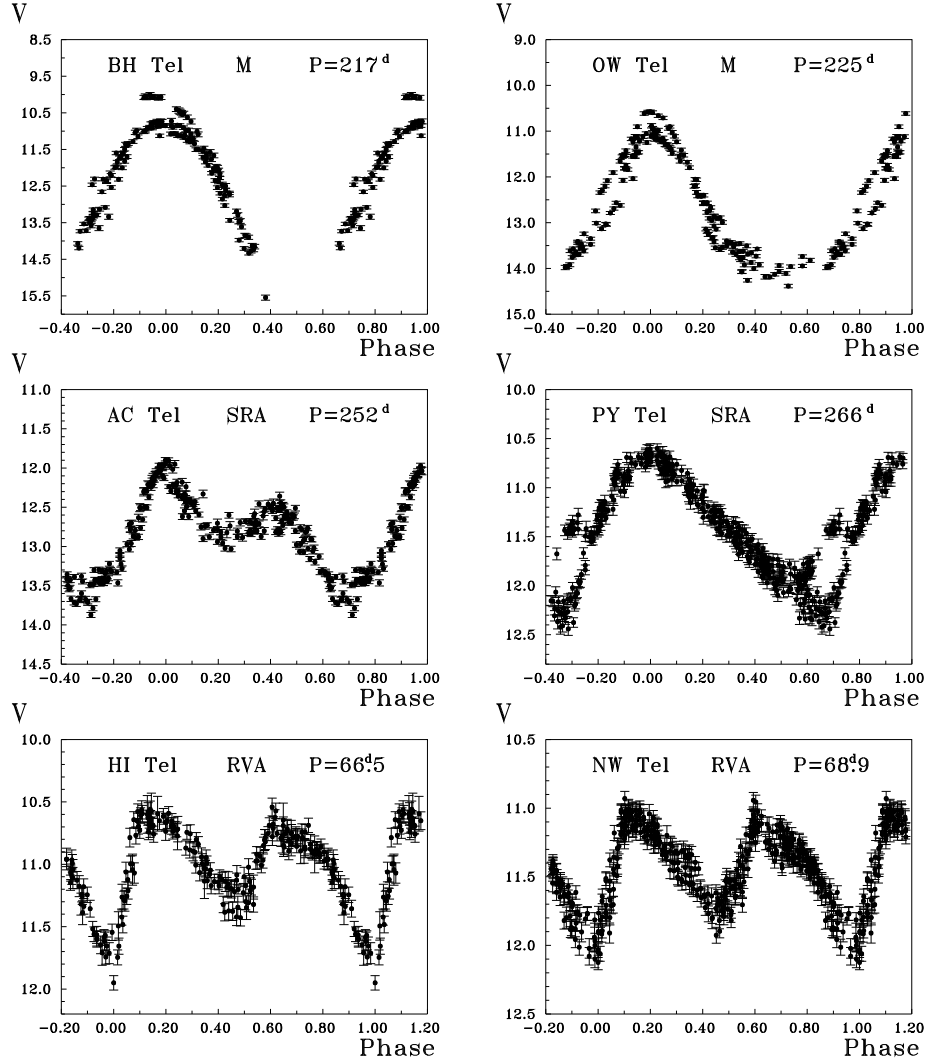 V
BH Tel M P=217d
8.5
9.5
10.5
11.5
12.5
13.5
14.5
15.5
−0.40 −0.20 0.00 0.20 0.40 0.60 0.80 1.00
Phase
V
OW Tel M P=225d
9.0
10.0
11.0
12.0
13.0
14.0
15.0
−0.40 −0.20 0.00 0.20 0.40 0.60 0.80 1.00
Phase
V
AC Tel SRA P=252d
11.0
11.5
12.0
12.5
13.0
13.5
14.0
14.5
−0.40 −0.20 0.00 0.20 0.40 0.60 0.80 1.00
Phase
V
PY Tel SRA P=266d
10.0
10.5
11.0
11.5
12.0
12.5
−0.40 −0.20 0.00 0.20 0.40 0.60 0.80 1.00
Phase
V
HI Tel RVA P=66d.5
10.0
10.5
11.0
11.5
12.0
−0.20 0.00 0.20 0.40 0.60 0.80 1.00 1.20
Phase
V
NW Tel RVA P=68d.9
10.5
11.0
11.5
12.0
12.5
−0.20 0.00 0.20 0.40 0.60 0.80 1.00 1.20
Phase